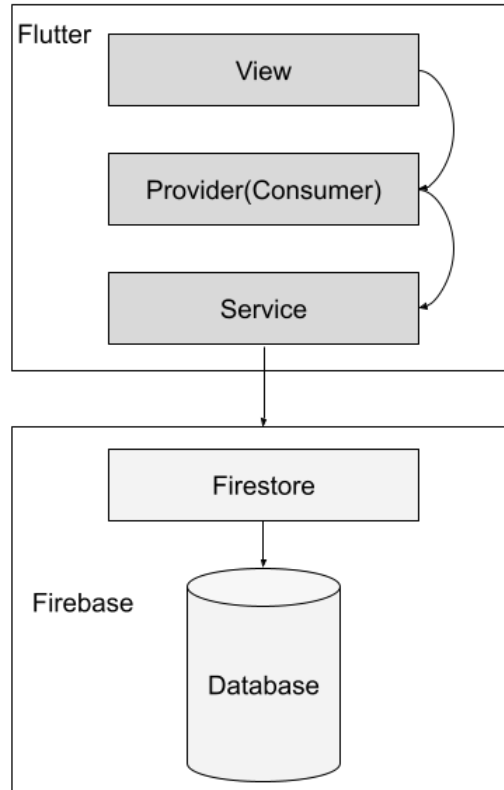 Flutter
View
Provider(Consumer)
Service
Firestore
Firebase
Database